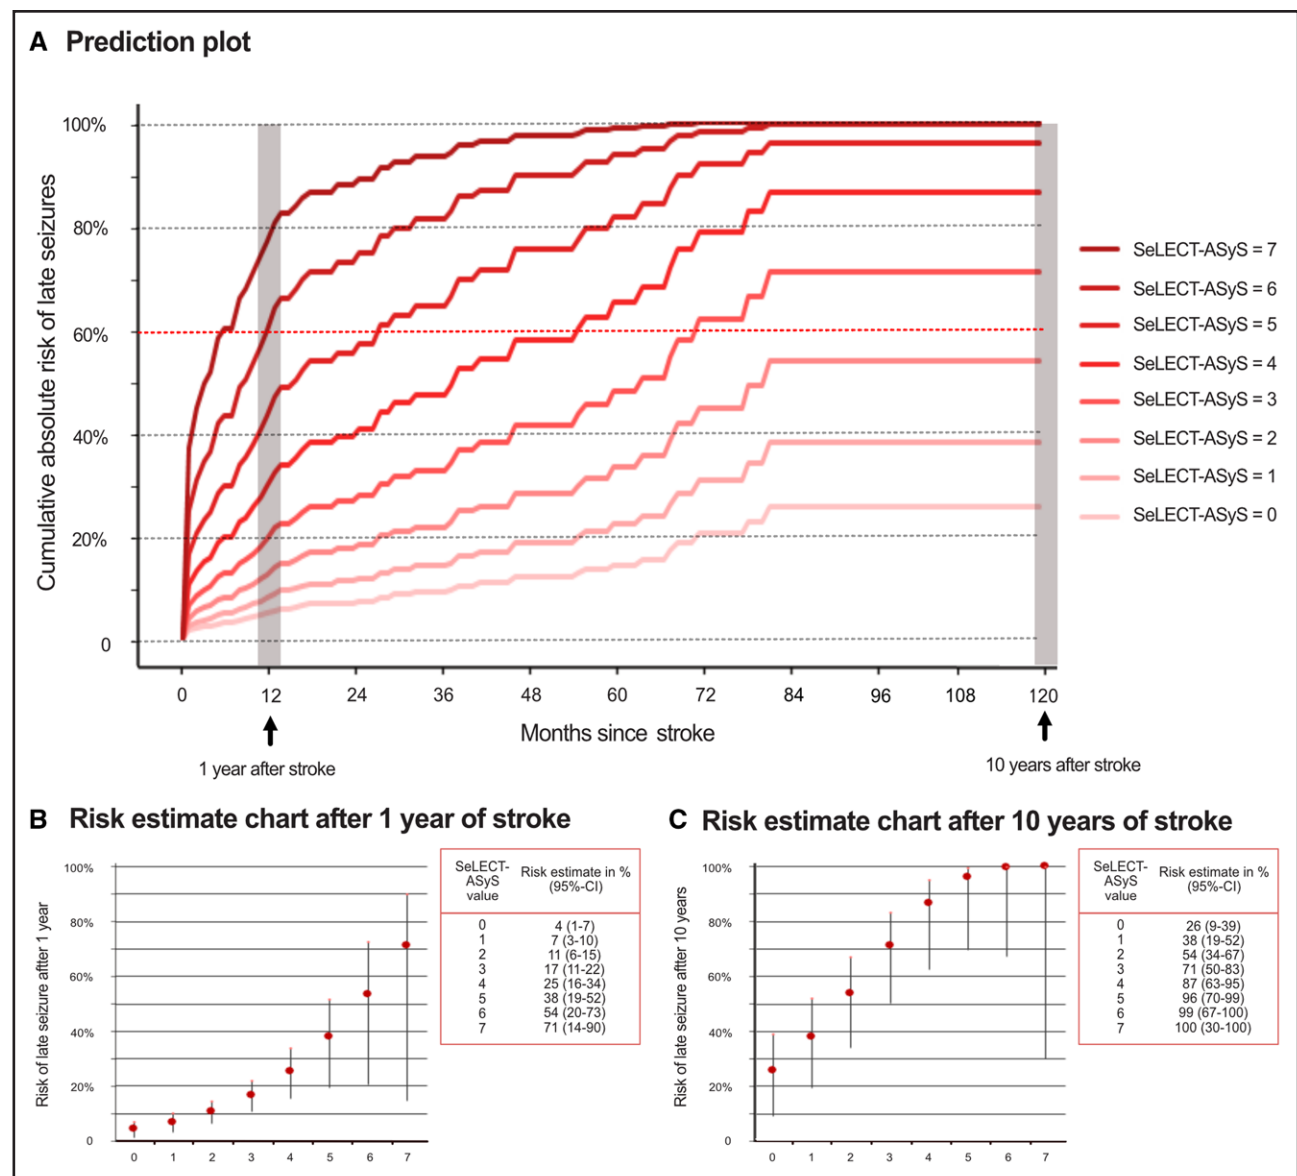 A Prediction plot
Cumulative absolute risk of late seizures
100%
80%
60%
40%
20%
0
0 12 24 36 48 60 72 84 96 108 120
Months since stroke
1 year after stroke
10 years after stroke
SeLECT-ASyS = 7
SeLECT-ASyS = 6
SeLECT-ASyS = 5
SeLECT-ASyS = 4
SeLECT-ASyS = 3
SeLECT-ASyS = 2
SeLECT-ASyS = 1
SeLECT-ASyS = 0
B Risk estimate chart after 1 year of stroke
Risk of late seizure after 1 year
100%
80%
60%
40%
20%
0
0 1 2 3 4 5 6 7
SeLECT-
ASyS
value
Risk estimate in %
(95%-CI)
0 4 (1-7)
1 7 (3-10)
2 11 (6-15)
3 17 (11-22)
4 25 (16-34)
5 38 (19-52)
6 54 (20-73)
7 71 (14-90)
C Risk estimate chart after 10 years of stroke
Risk of late seizure after 10 years
100%
80%
60%
40%
20%
0
0 1 2 3 4 5 6 7
SeLECT-
ASyS
value
Risk estimate in %
(95%-CI)
0 26 (9-39)
1 38 (19-52)
2 54 (34-67)
3 71 (50-83)
4 87 (63-95)
5 96 (70-99)
6 99 (67-100)
7 100 (30-100)